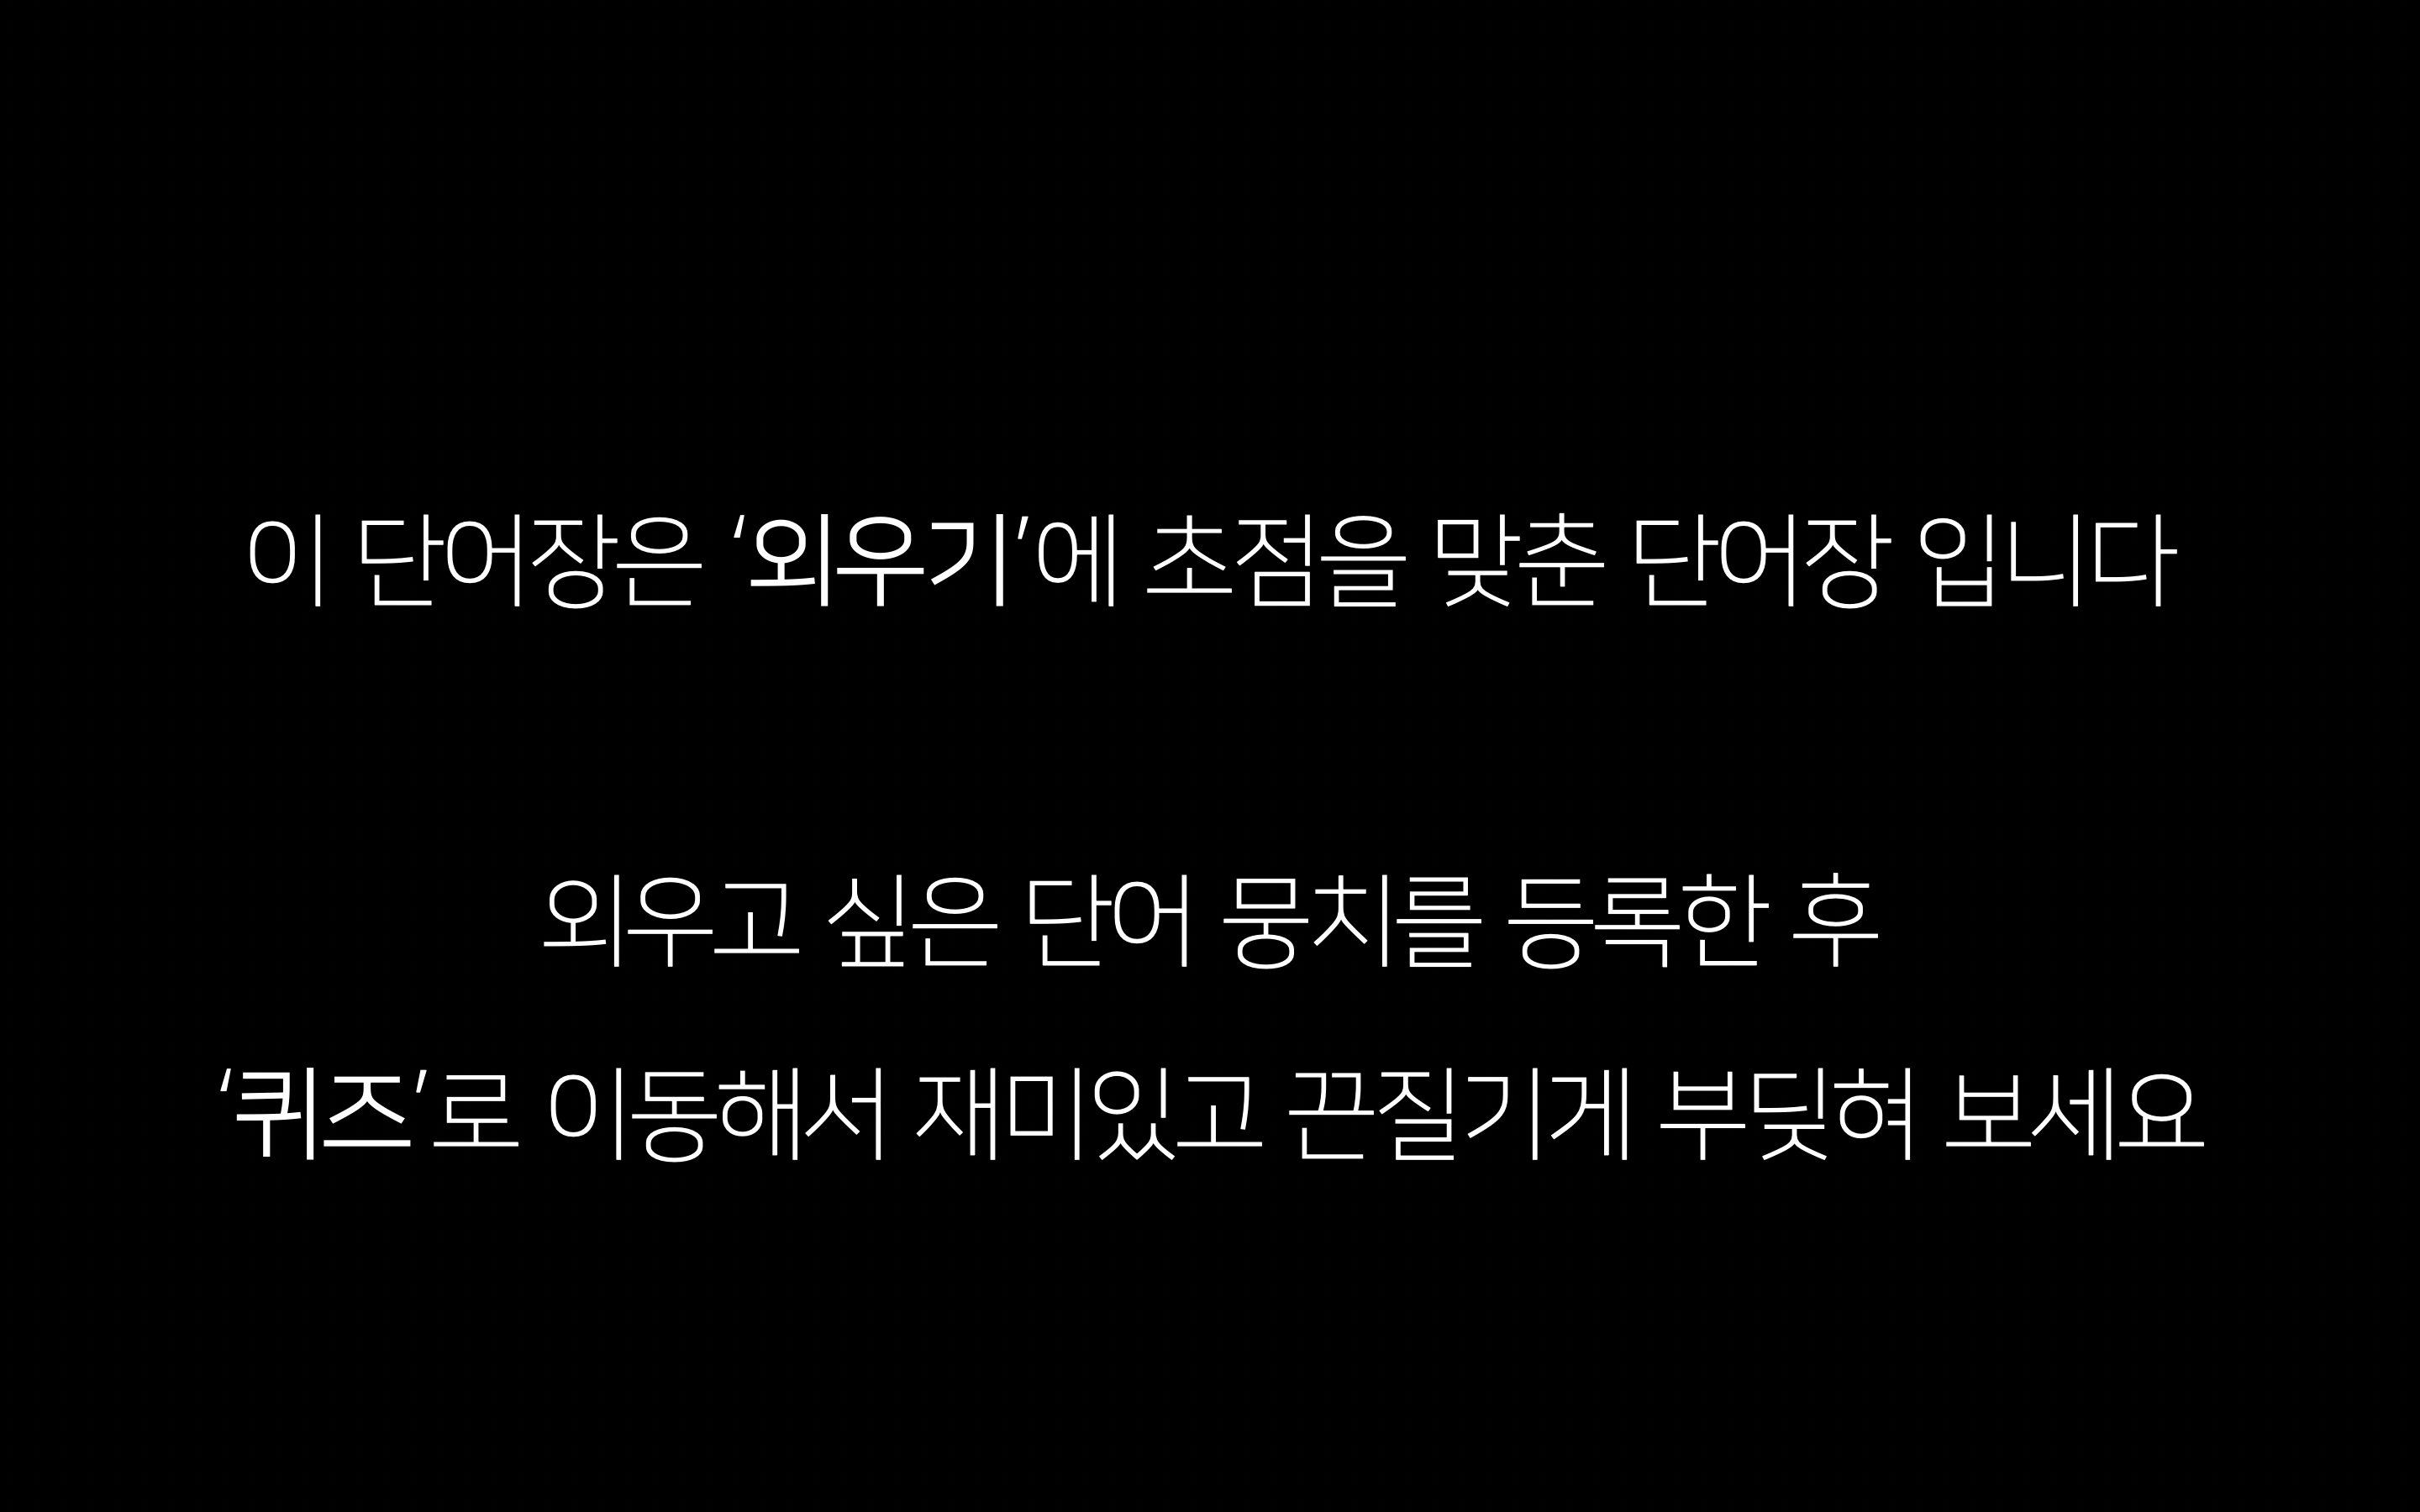 이 단어장은 '외우기'에 초점을 맞춘 단어장 입니다
외우고 싶은 단어 뭉치를 등록한 후
'퀴즈'로 이동해서 재미있고 끈질기게 부딪혀 보세요